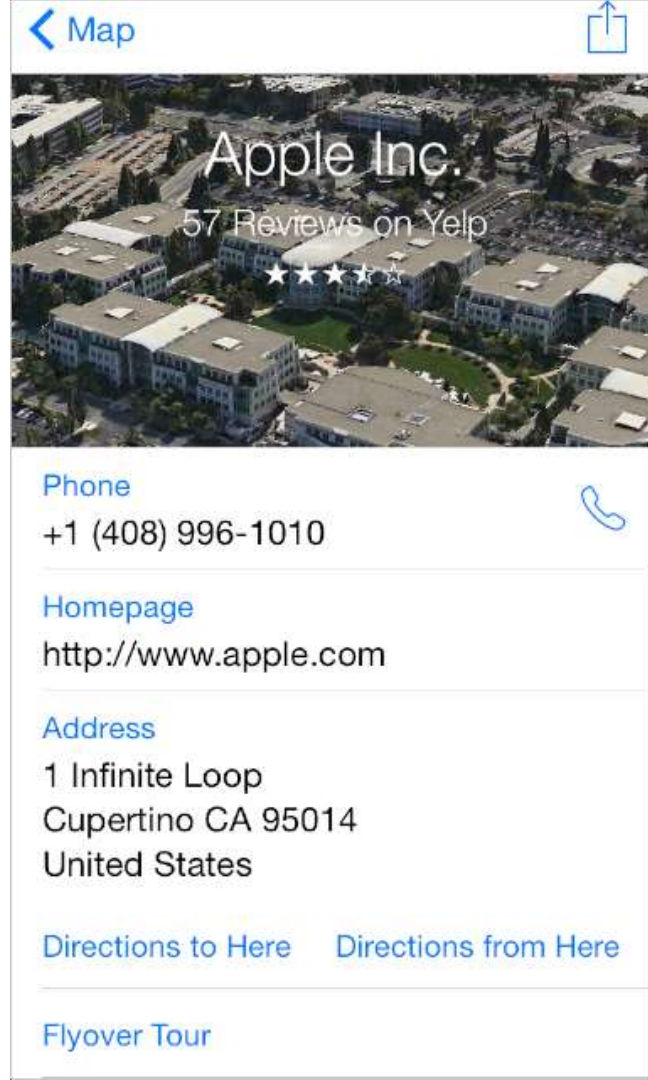 Map
Apple Inc.
57 Reviews on Yelp
Phone
+1 (408) 996-1010
Homepage
http://www.apple.com
Address
1 Infinite Loop
Cupertino CA 95014
United States
Directions to Here Directions from Here
Flyover Tour